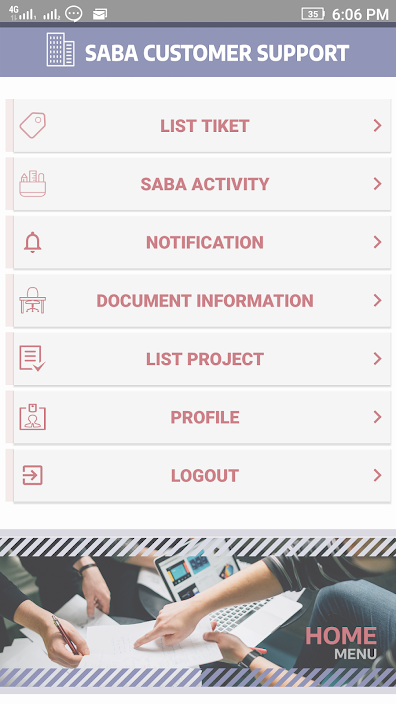 4G 35 6:06 PM
SABA CUSTOMER SUPPORT
LIST TIKET
SABA ACTIVITY
NOTIFICATION
DOCUMENT INFORMATION
LIST PROJECT
PROFILE
LOGOUT
HOME
MENU